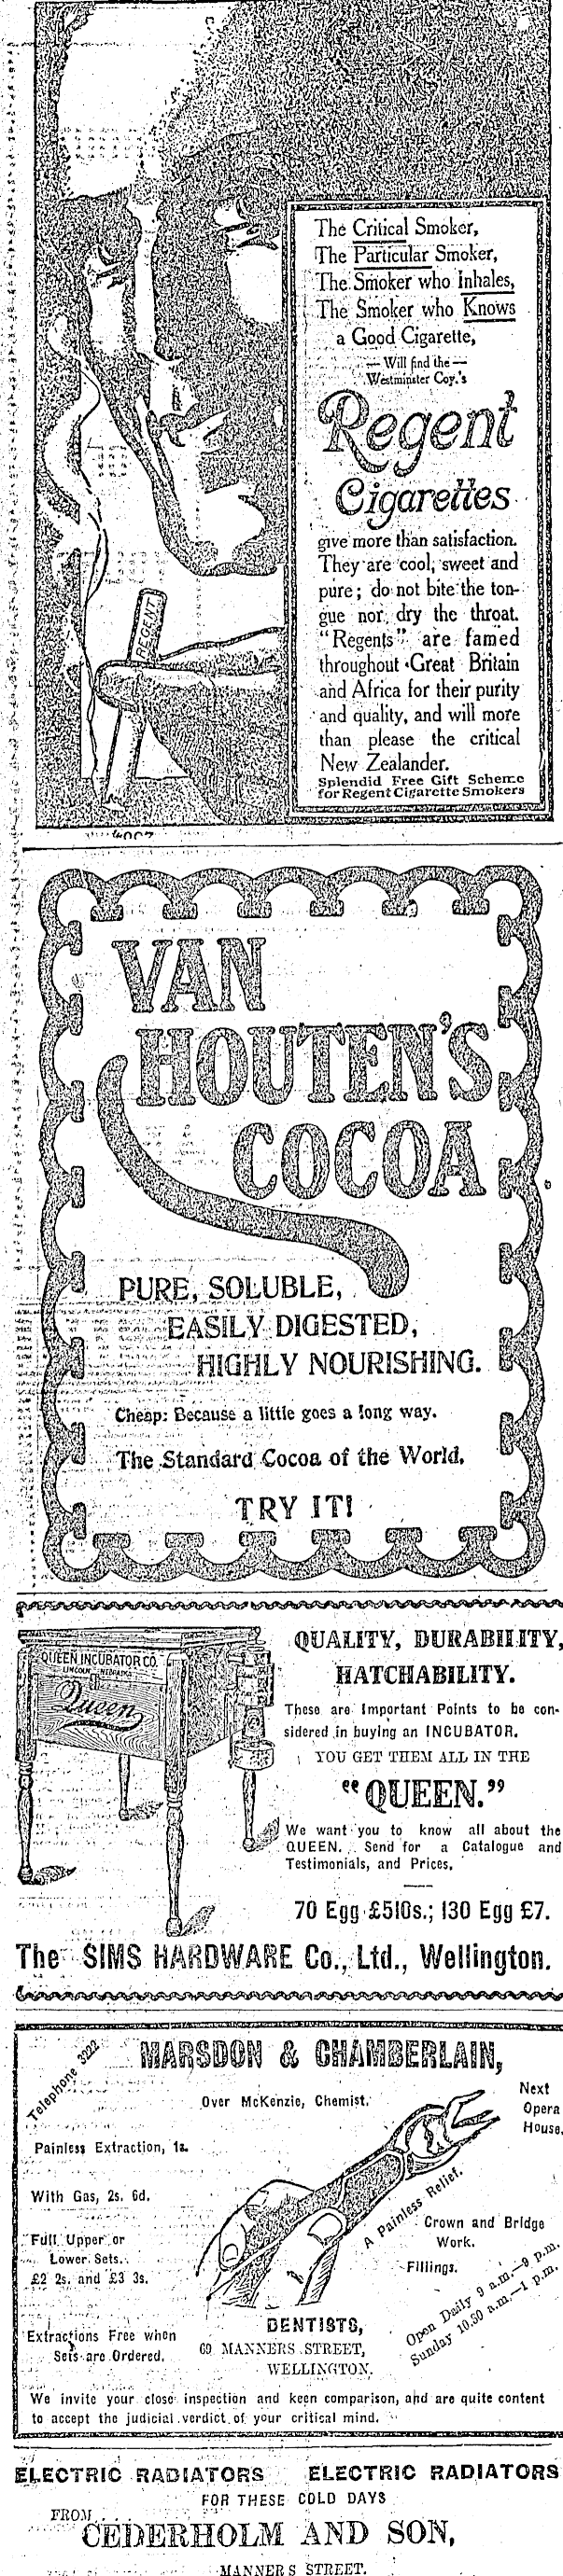 The Critical Smoker,
The Particular Smoker,
The Smoker who Inhales,
The Smoker who Knows
a Good Cigarette,
— Will find the —
Westminster Coy.'s
Regent
Cigarettes
give more than satisfaction.
They are cool, sweet and
pure; do not bite the ton-
gue nor dry the throat.
"Regents" are famed
throughout Great Britain
and Africa for their purity
and quality, and will more
than please the critical
New Zealander.
Splendid Free Gift Scheme
for Regent Cigarette Smokers
REGENT
VAN
HOUTEN'S
COCOA
PURE, SOLUBLE,
EASILY DIGESTED,
HIGHLY NOURISHING.
Cheap: Because a little goes a long way.
The Standard Cocoa of the World.
TRY IT!
QUEEN INCUBATOR CO.
LINCOLN NEBRASKA
Queen
QUALITY, DURABILITY,
HATCHABILITY.
These are Important Points to be con-
sidered in buying an INCUBATOR.
YOU GET THEM ALL IN THE
"QUEEN."
We want you to know all about the
QUEEN. Send for a Catalogue and
Testimonials, and Prices.
70 Egg £510s.; 130 Egg £7.
The SIMS HARDWARE Co., Ltd., Wellington.
MARSDON & CHAMBERLAIN,
Telephone 3222
Over McKenzie, Chemist.
Next
Opera
House.
Painless Extraction, 1s.
With Gas, 2s. 6d.
Full Upper or
Lower Sets.
£2 2s. and £3 3s.
Extractions Free when
Sets are Ordered.
A Painless Relief.
Crown and Bridge
Work.
Fillings.
Open Daily 9 a.m.—9 p.m.
Sunday 10.30 a.m.—1 p.m.
DENTISTS,
69 MANNERS STREET,
WELLINGTON.
We invite your close inspection and keen comparison, and are quite content
to accept the judicial verdict of your critical mind.
ELECTRIC RADIATORS ELECTRIC RADIATORS
FOR THESE COLD DAYS
FROM
CEDERHOLM AND SON,
MANNERS STREET.